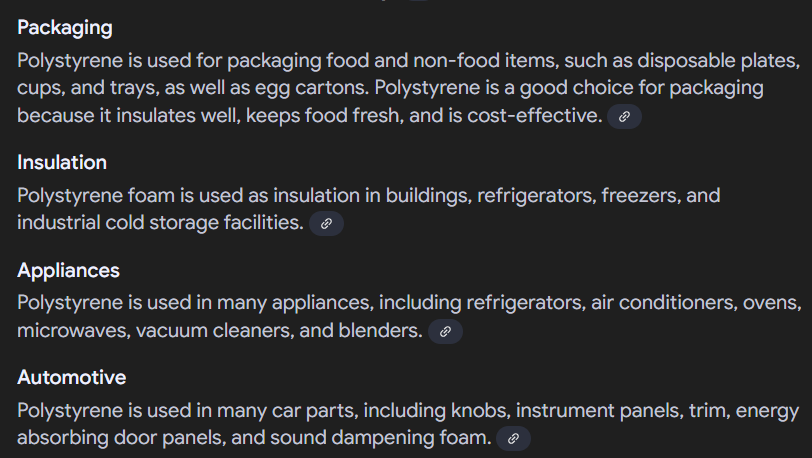 Packaging
Polystyrene is used for packaging food and non-food items, such as disposable plates,
cups, and trays, as well as egg cartons. Polystyrene is a good choice for packaging
because it insulates well, keeps food fresh, and is cost-effective.
Insulation
Polystyrene foam is used as insulation in buildings, refrigerators, freezers, and
industrial cold storage facilities.
Appliances
Polystyrene is used in many appliances, including refrigerators, air conditioners, ovens,
microwaves, vacuum cleaners, and blenders.
Automotive
Polystyrene is used in many car parts, including knobs, instrument panels, trim, energy
absorbing door panels, and sound dampening foam.